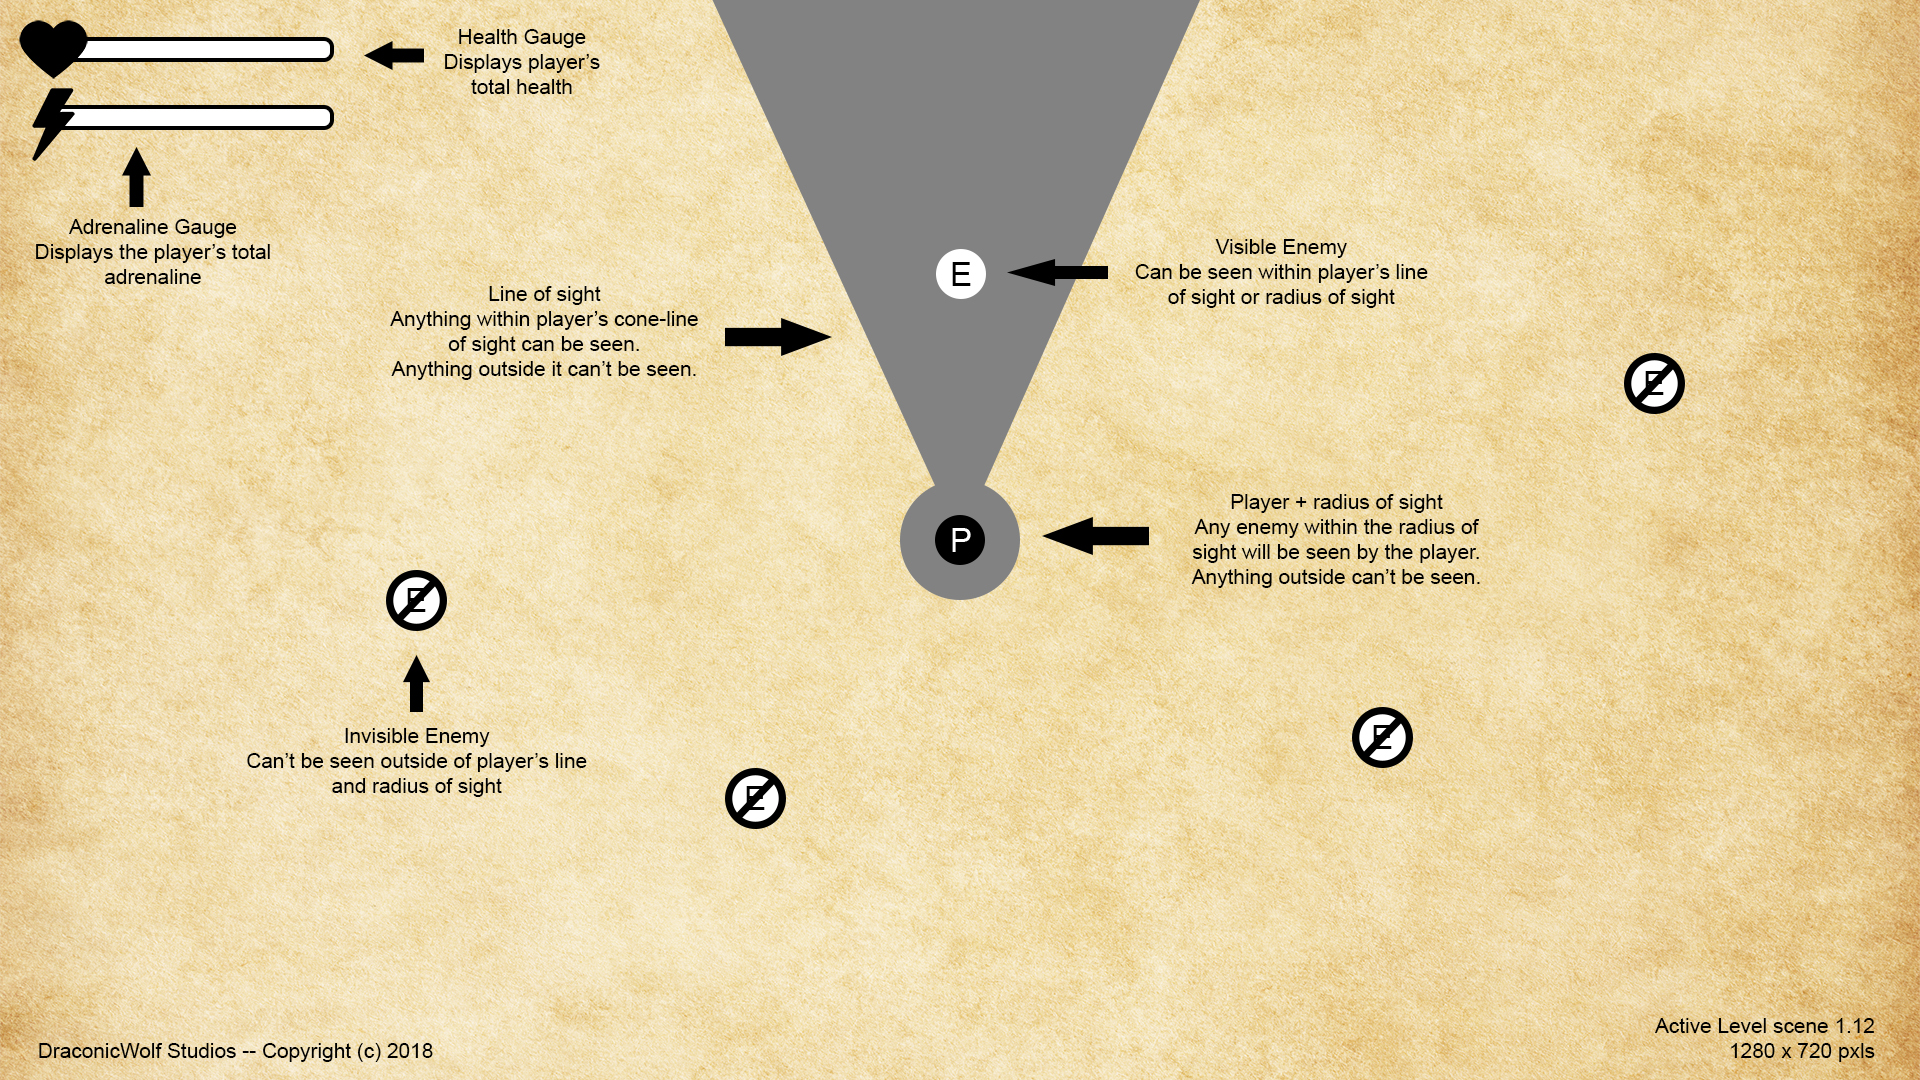 Health Gauge
Displays player’s
total health
Adrenaline Gauge
Displays the player’s total
adrenaline
Line of sight
Anything within player’s cone-line
of sight can be seen.
Anything outside it can’t be seen.
E
Visible Enemy
Can be seen within player’s line
of sight or radius of sight
E
P
Player + radius of sight
Any enemy within the radius of
sight will be seen by the player.
Anything outside can’t be seen.
E
Invisible Enemy
Can’t be seen outside of player’s line
and radius of sight
E
E
DraconicWolf Studios -- Copyright (c) 2018
Active Level scene 1.12
1280 x 720 pxls